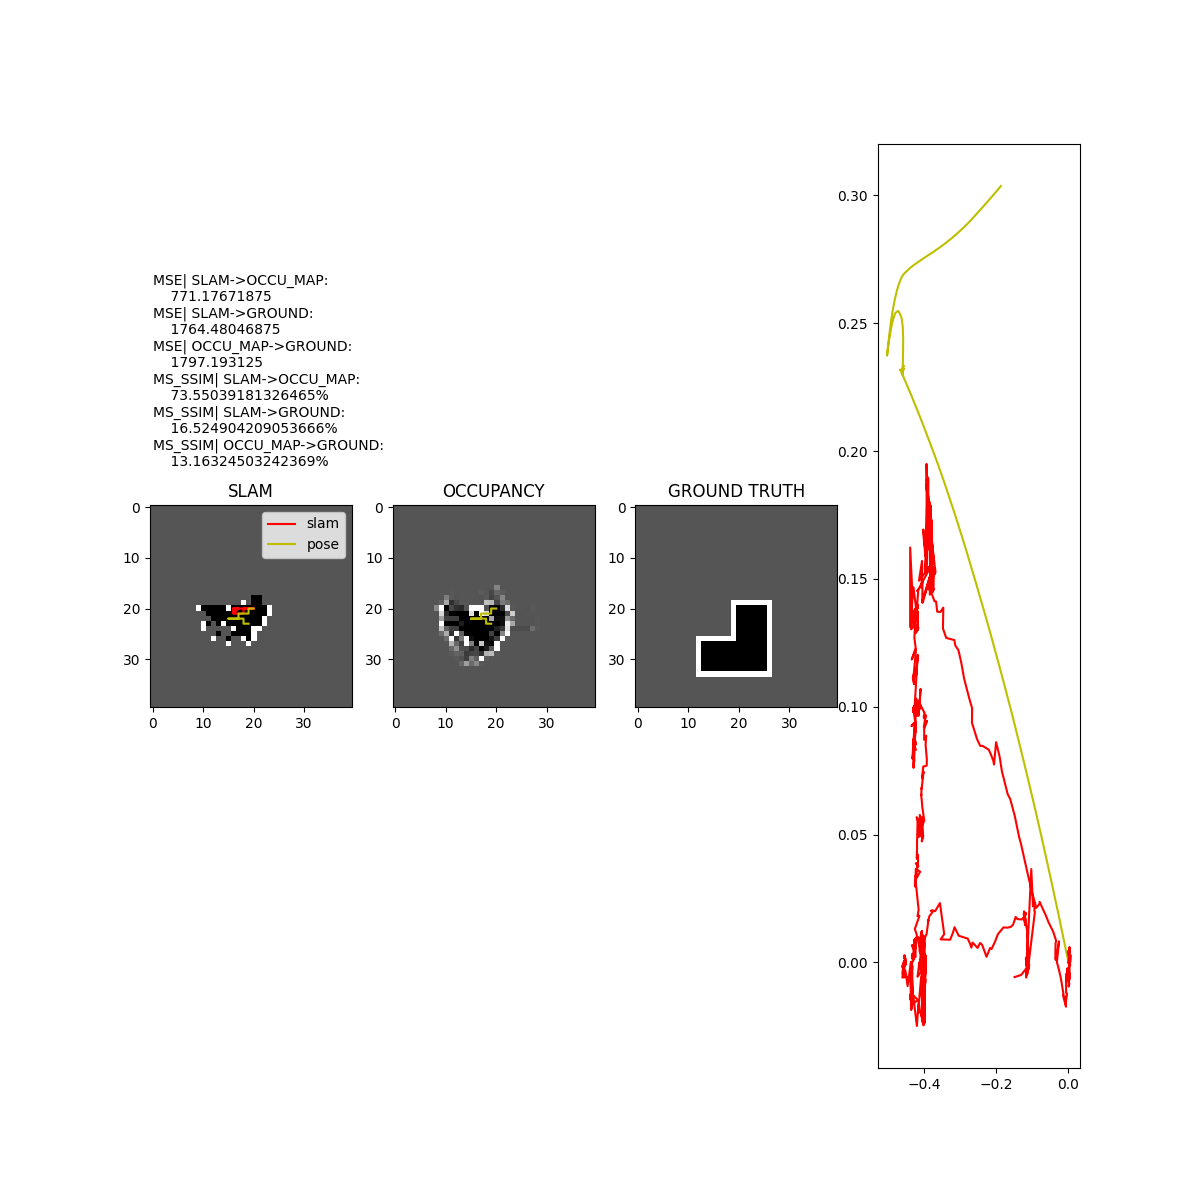 MSE| SLAM->OCCU_MAP:
771.17671875
MSE| SLAM->GROUND:
1764.48046875
MSE| OCCU_MAP->GROUND:
1797.193125
MS_SSIM| SLAM->OCCU_MAP:
73.55039181326465%
MS_SSIM| SLAM->GROUND:
16.524904209053666%
MS_SSIM| OCCU_MAP->GROUND:
13.16324503242369%
SLAM
slam
pose
0
10
20
30
0 10 20 30
OCCUPANCY
0
10
20
30
0 10 20 30
GROUND TRUTH
0
10
20
30
0 10 20 30
0.30
0.25
0.20
0.15
0.10
0.05
0.00
−0.4 −0.2 0.0